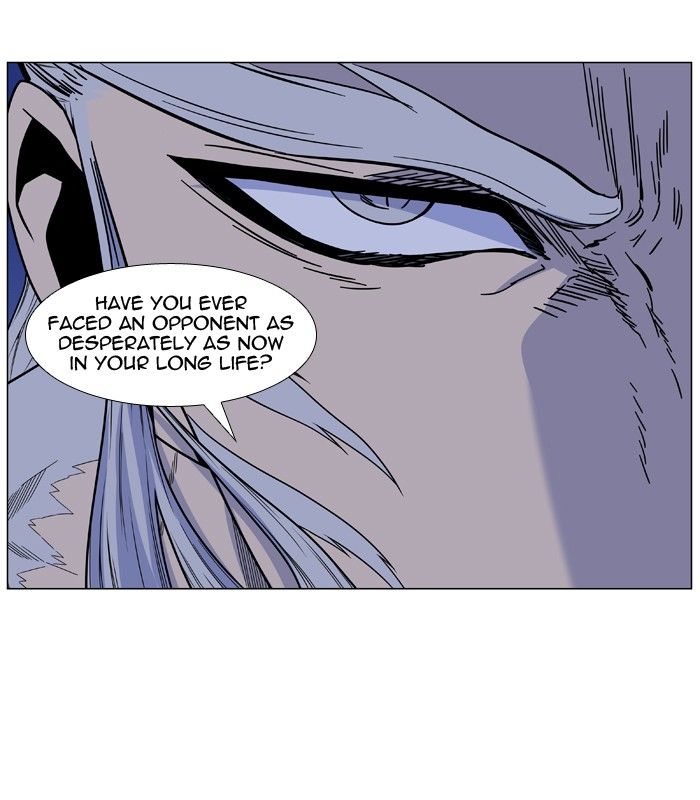 HAVE YOU EVER
FACED AN OPPONENT AS
DESPERATELY AS NOW
IN YOUR LONG LIFE?